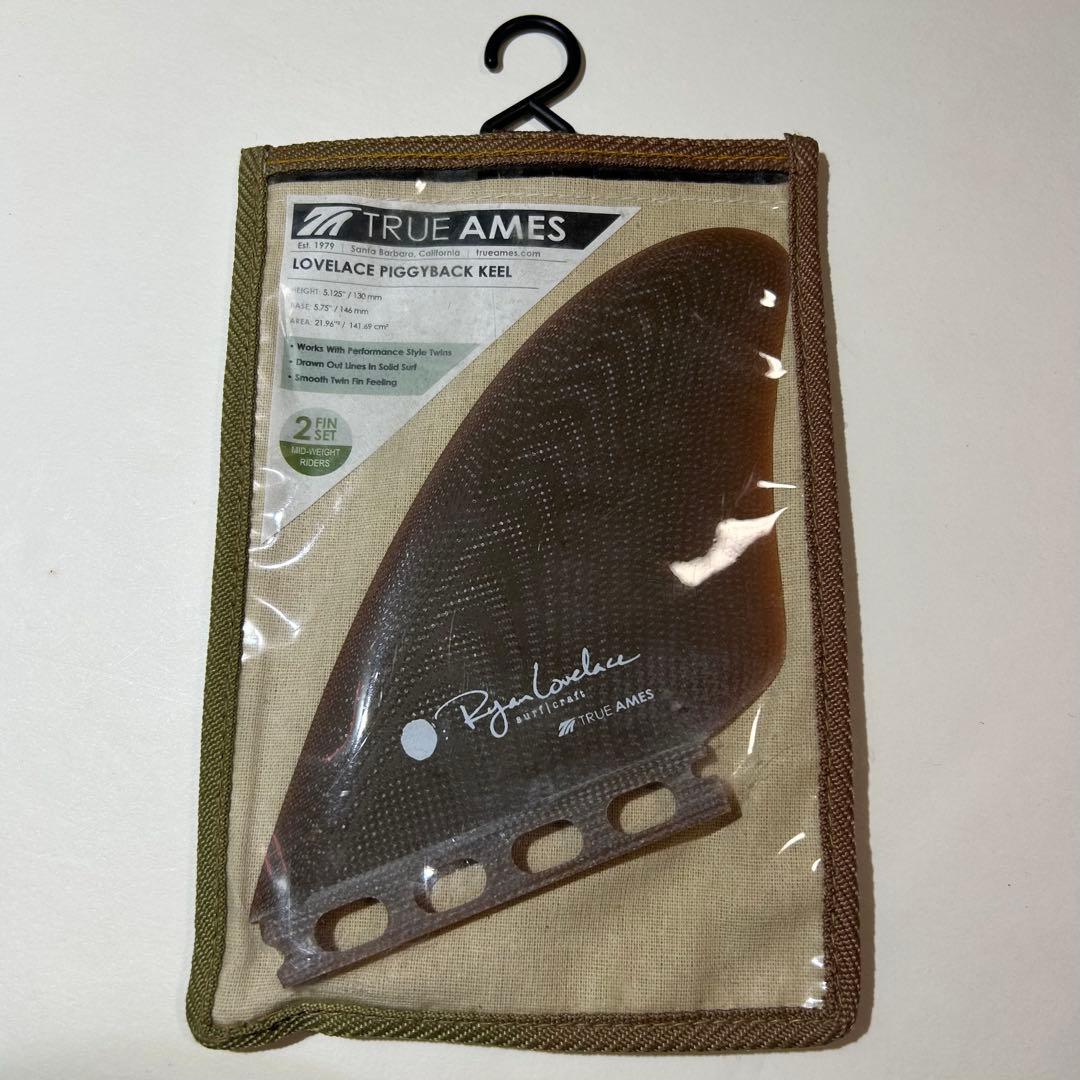 TRUE AMES
Est. 1979 | Santa Barbara, California | trueames.com
LOVELACE PIGGYBACK KEEL
HEIGHT: 5.125" / 130 mm
BASE: 5.75" / 146 mm
AREA: 21.96"² / 141.69 cm²
• Works With Performance Style Twins
• Drawn Out Lines In Solid Surf
• Smooth Twin Fin Feeling
2 FIN SET
MID-WEIGHT
RIDERS
Ryan Lovelace
surf|craft
TRUE AMES